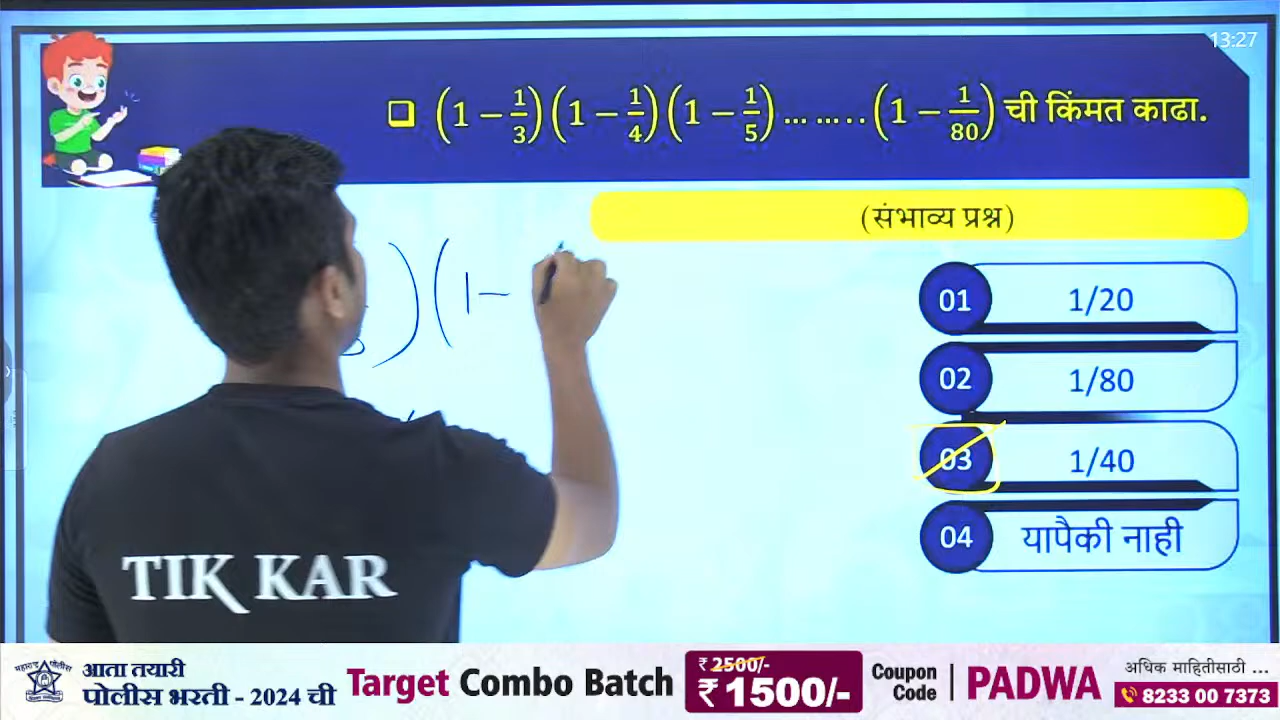 13:27
❑ (1 − 1/3)(1 − 1/4)(1 − 1/5)... ... ..(1 − 1/80) ची किंमत काढा.
(संभाव्य प्रश्न)
)(1-
01 1/20
02 1/80
03 1/40
04 यापैकी नाही
TIK KAR
आता तयारी
पोलीस भरती - 2024 ची
Target Combo Batch
₹ 2500/-
₹ 1500/-
Coupon
Code
PADWA
अधिक माहितीसाठी ...
8233 00 7373